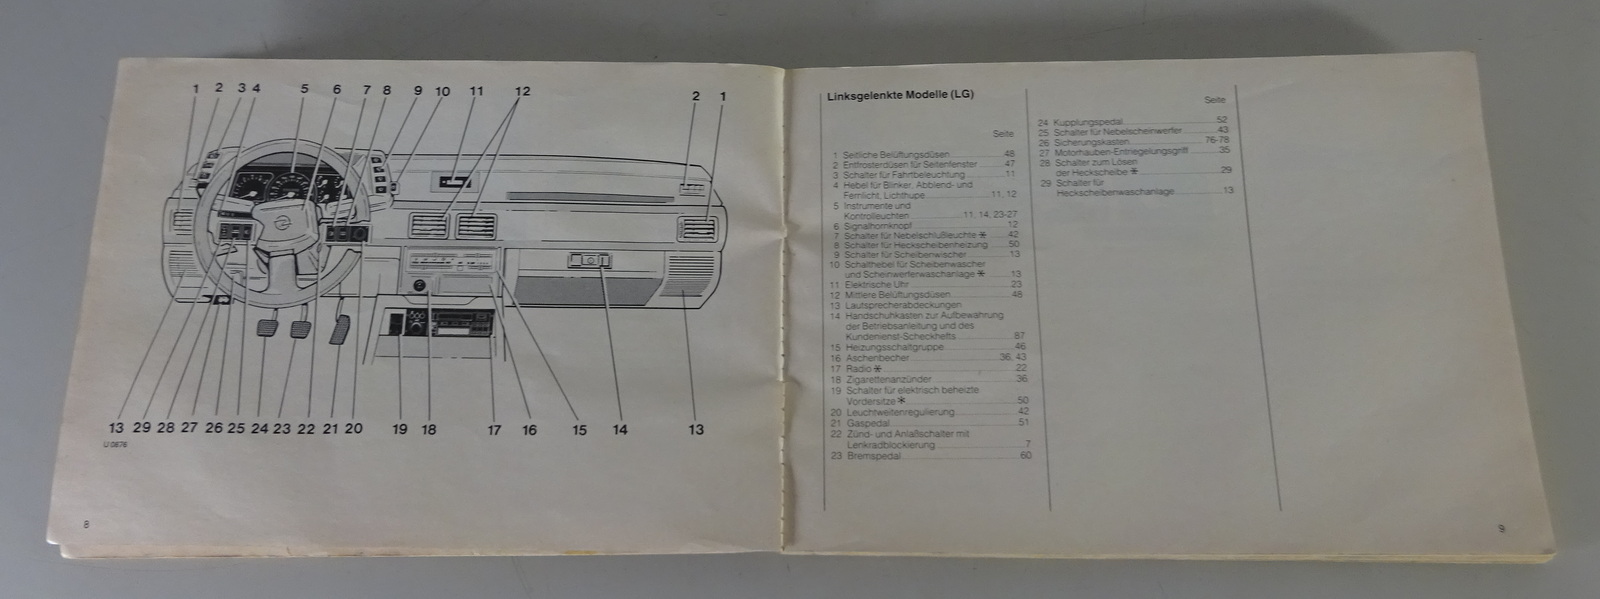 1 2 3 4 5 6 7 8 9 10 11 12 2 1
13 29 28 27 26 25 24 23 22 21 20 19 18 17 16 15 14 13
8
Linksgelenkte Modelle (LG)
Seite
1 Seitliche Belüftungsdüsen 48
2 Entfrosterdüsen für Seitenfenster 47
3 Schalter für Fahrtbeleuchtung 11
4 Hebel für Blinker, Abblend- und
Fernlicht, Lichthupe 11, 12
5 Instrumente und
Kontrolleuchten 11, 14, 23-27
6 Signalhornknopf 12
7 Schalter für Nebelschlußleuchte * 42
8 Schalter für Heckscheibenheizung 50
9 Schalter für Scheibenwischer 13
10 Schalthebel für Scheibenwascher
und Scheinwerferwaschanlage * 13
11 Elektrische Uhr 23
12 Mittlere Belüftungsdüsen 48
13 Lautsprecherabdeckungen
14 Handschuhkasten zur Aufbewahrung
der Betriebsanleitung und des
Kundendienst-Scheckhefts 87
15 Heizungsschaltgruppe 46
16 Aschenbecher 36, 43
17 Radio * 22
18 Zigarettenanzünder 36
19 Schalter für elektrisch beheizte
Vordersitze * 50
20 Leuchtweitenregulierung 42
21 Gaspedal 51
22 Zünd- und Anlaßschalter mit
Lenkradblockierung 7
23 Bremspedal 60
Seite
24 Kupplungspedal 52
25 Schalter für Nebelscheinwerfer 43
26 Sicherungskasten 76-78
27 Motorhauben-Entriegelungsgriff 35
28 Schalter zum Lösen
der Heckscheibe * 29
29 Schalter für
Heckscheibenwaschanlage 13
9